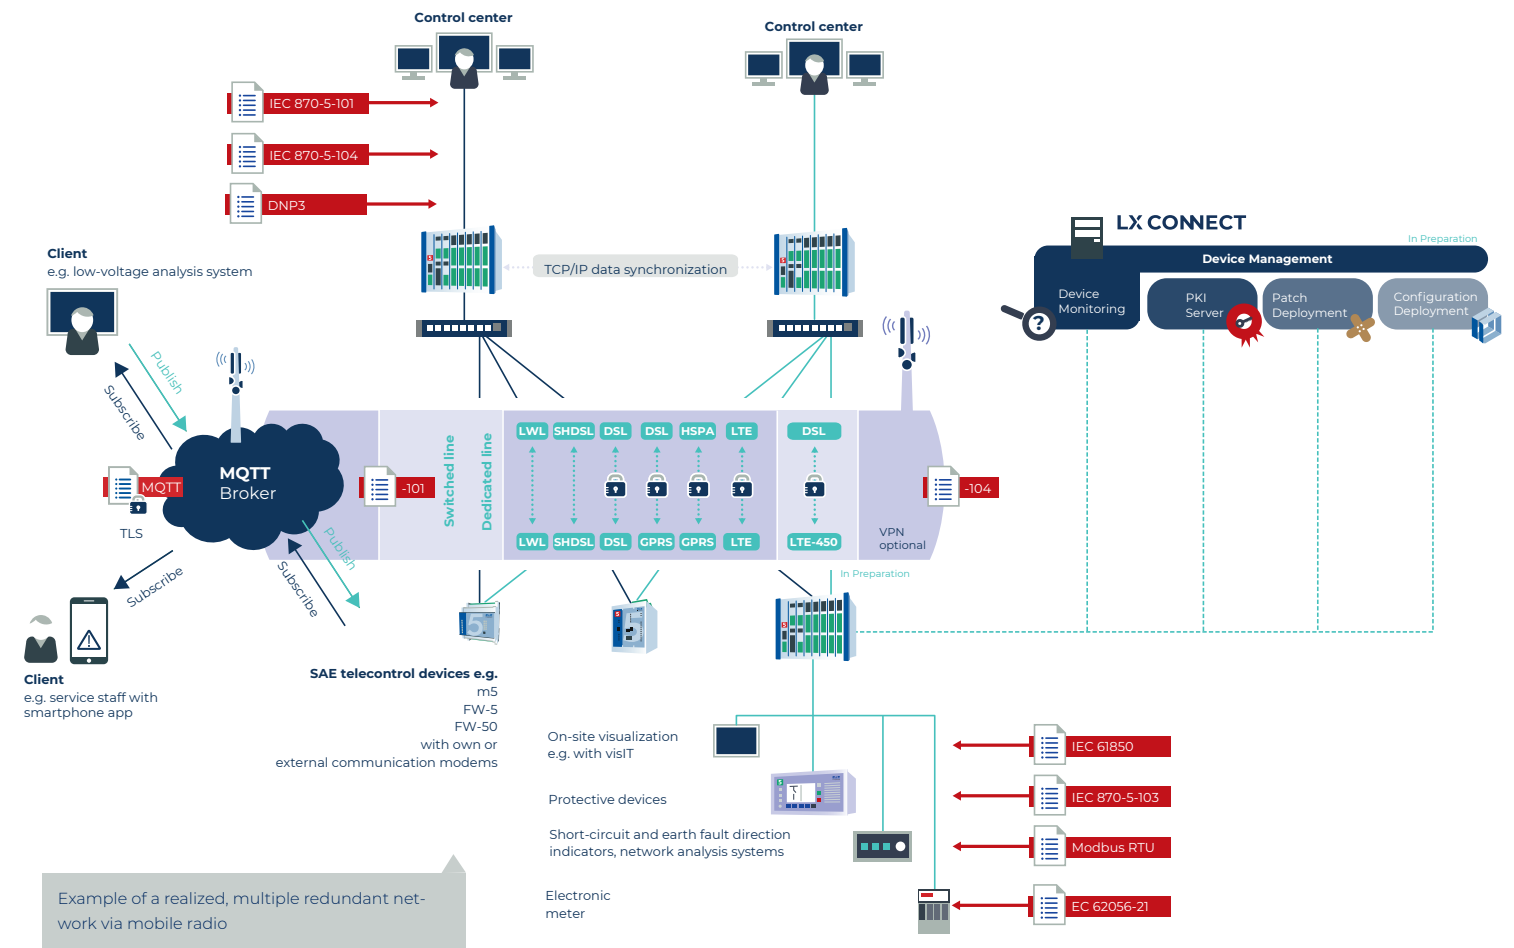 Control center
Control center
IEC 870-5-101
IEC 870-5-104
DNP3
Client
e.g. low-voltage analysis system
TCP/IP data synchronization
LX CONNECT
In Preparation
Device Management
Device
Monitoring
PKI
Server
Patch
Deployment
Configuration
Deployment
?
Publish
Subscribe
MQTT
Broker
MQTT
TLS
-101
Switched line
Dedicated line
LWL
SHDSL
DSL
DSL
HSPA
LTE
DSL
LWL
SHDSL
DSL
GPRS
GPRS
LTE
LTE-450
-104
VPN
optional
In Preparation
Publish
Subscribe
Subscribe
Client
e.g. service staff with
smartphone app
5
SAE telecontrol devices e.g.
m5
FW-5
FW-50
with own or
external communication modems
On-site visualization
e.g. with visIT
Protective devices
Short-circuit and earth fault direction
indicators, network analysis systems
Electronic
meter
IEC 61850
IEC 870-5-103
Modbus RTU
EC 62056-21
Example of a realized, multiple redundant net-
work via mobile radio